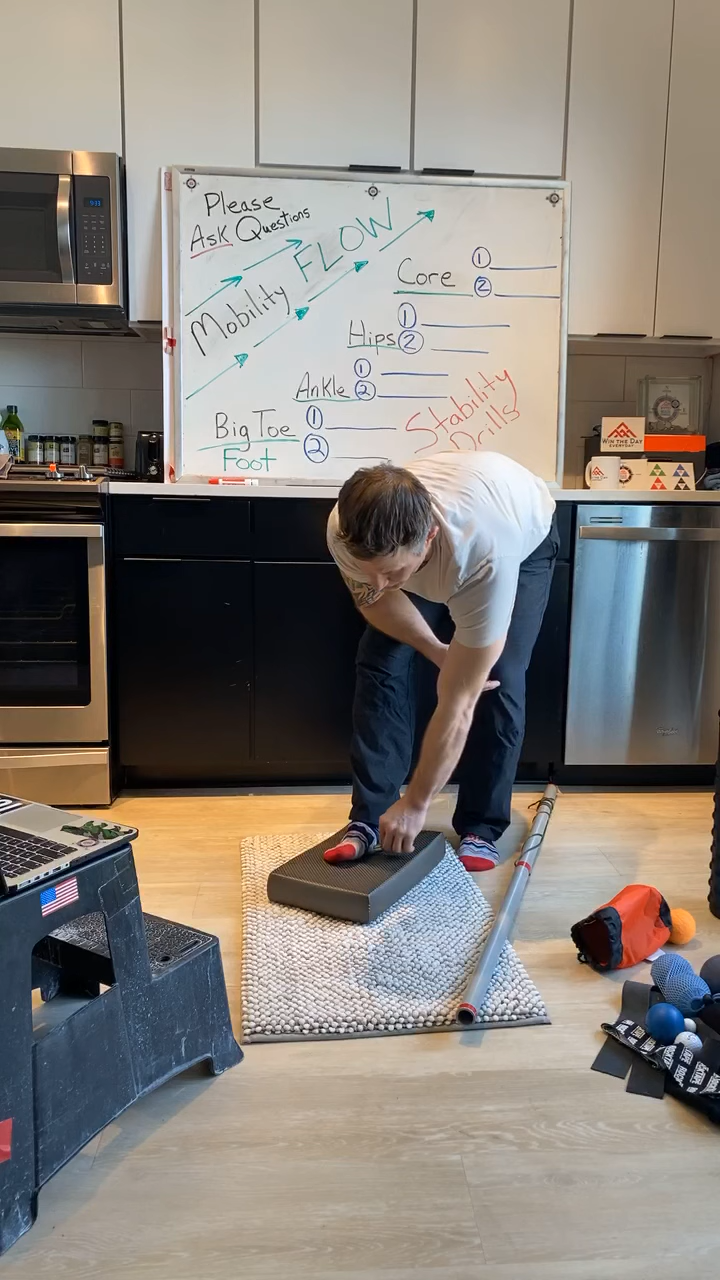 Please
Ask Questions
Mobility FLOW
Core ①
②
Hips ①
②
Ankle ①
②
Big Toe ①
Foot ②
Stability
Drills
WIN THE DAY
EVERYDAY